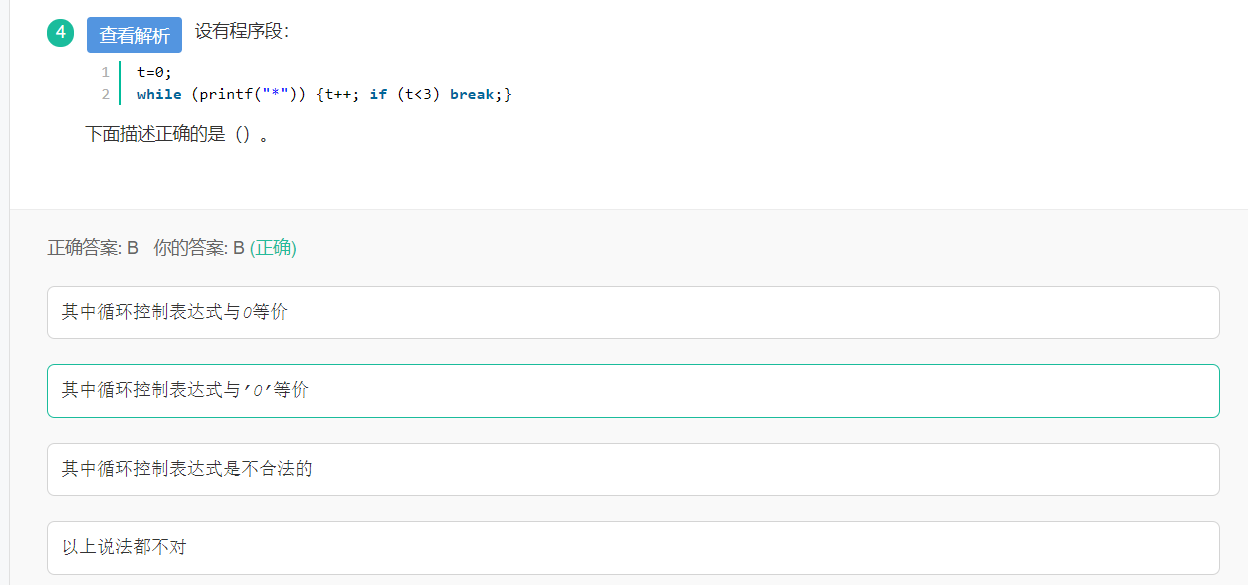 4 查看解析 设有程序段：
1 t=0;
2 while (printf("*")) {t++; if (t<3) break;}
下面描述正确的是（）。
正确答案: B 你的答案: B (正确)
其中循环控制表达式与0等价
其中循环控制表达式与'0'等价
其中循环控制表达式是不合法的
以上说法都不对